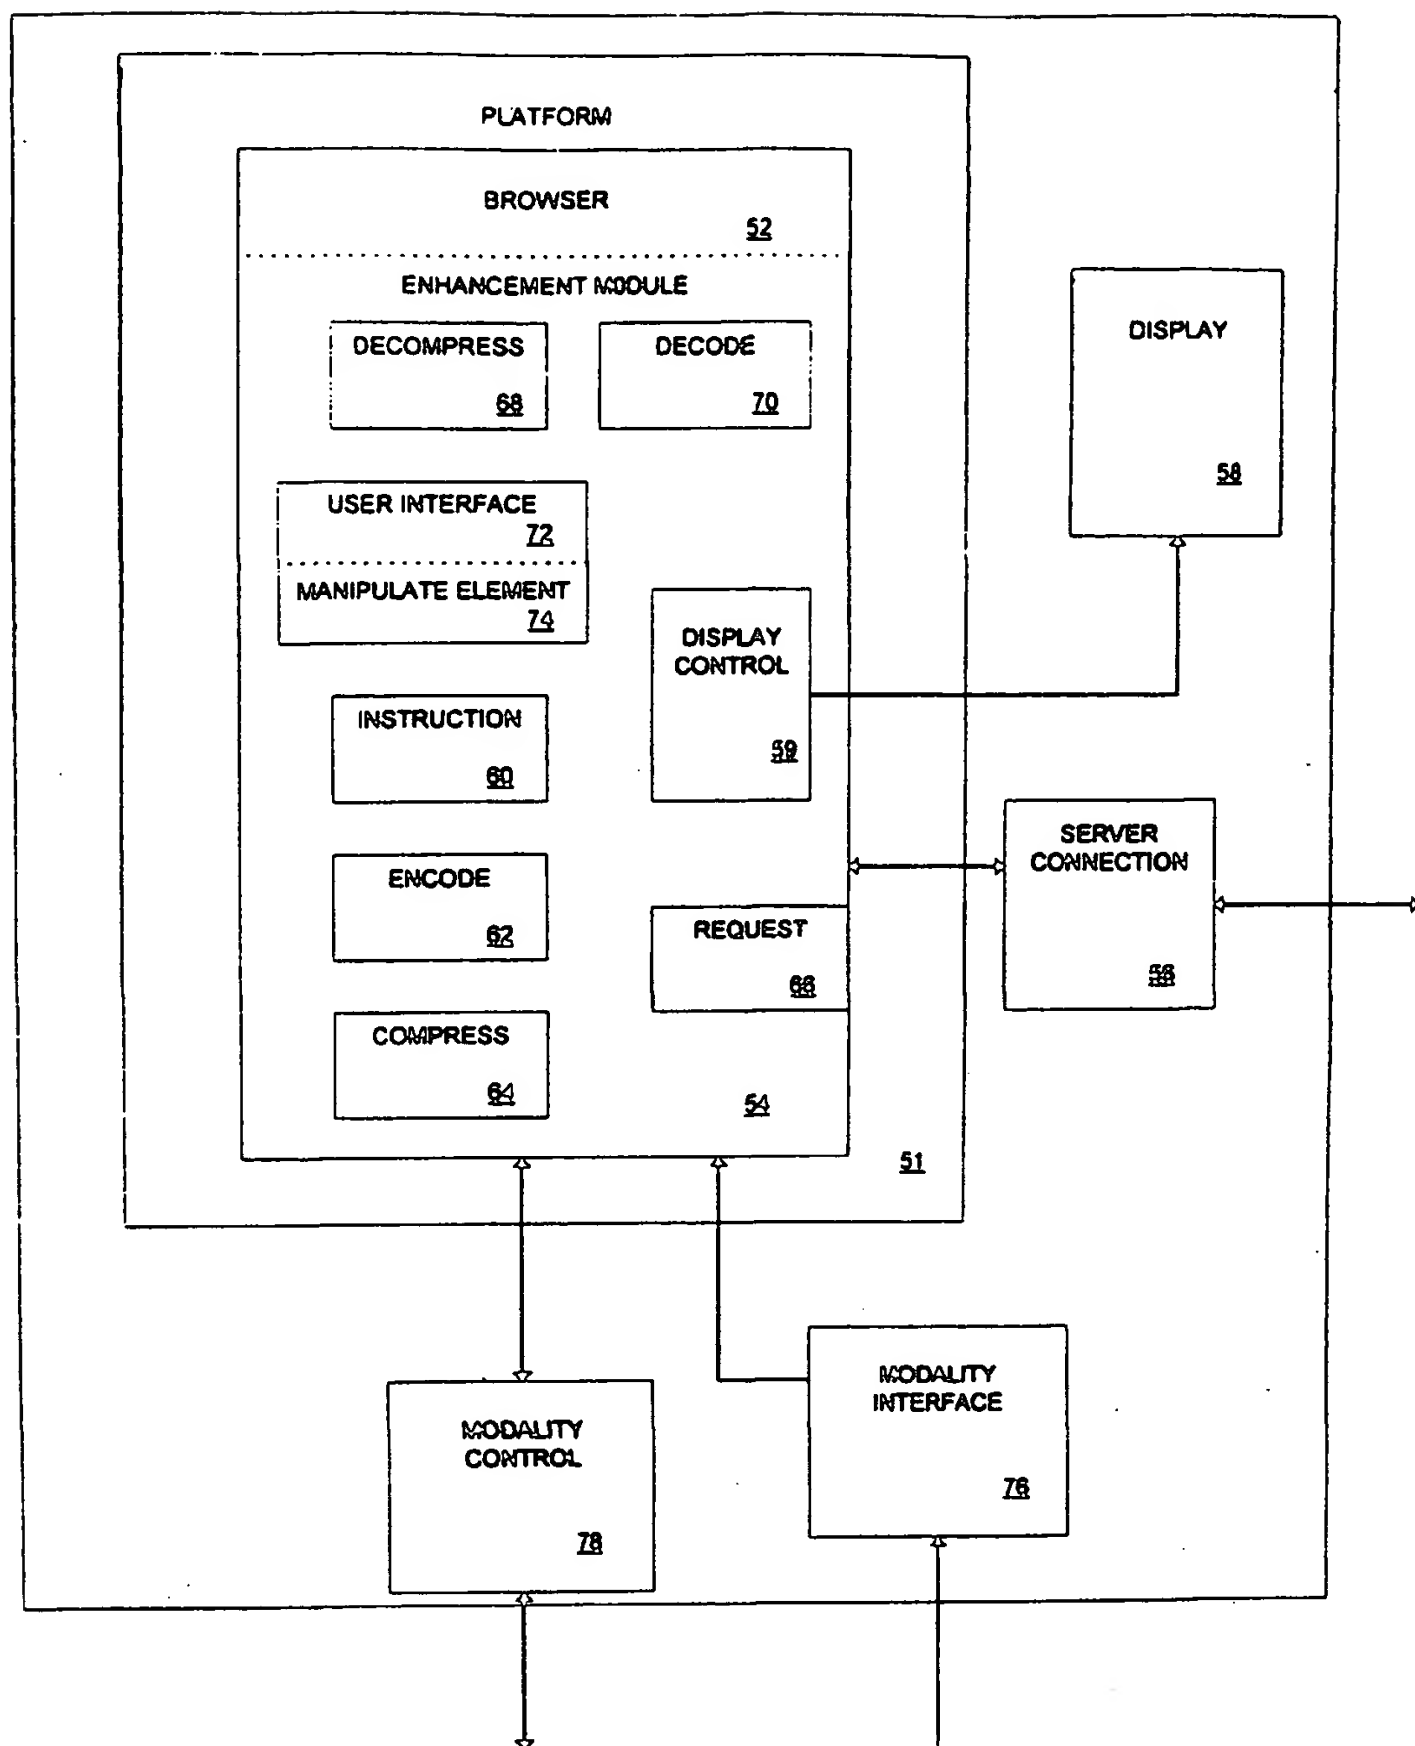 PLATFORM
BROWSER
52
ENHANCEMENT MODULE
DECOMPRESS
68
DECODE
70
DISPLAY
58
USER INTERFACE
72
MANIPULATE ELEMENT
74
DISPLAY
CONTROL
59
INSTRUCTION
60
SERVER
CONNECTION
56
ENCODE
62
REQUEST
66
COMPRESS
64
54
51
MODALITY
CONTROL
78
MODALITY
INTERFACE
76